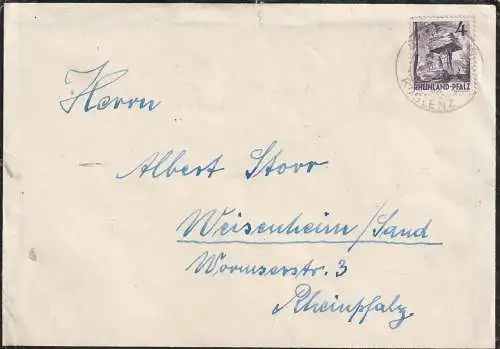 4
RHEINLAND-PFALZ
KOBLENZ
Herrn
Albert Storr
Weisenheim/Sand
Wormserstr. 3
Rheinpfalz